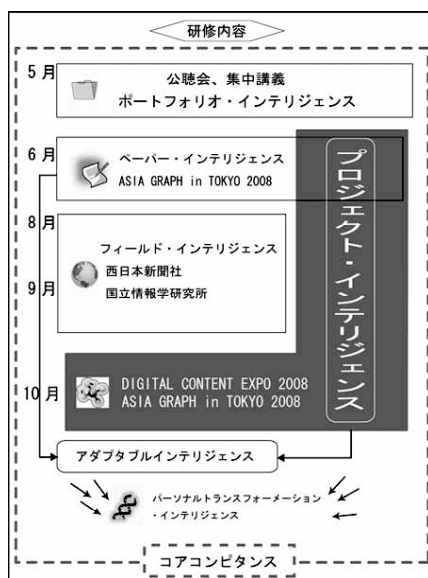 研修内容
5月
公聴会、集中講義
ポートフォリオ・インテリジェンス
6月
ペーパー・インテリジェンス
ASIA GRAPH in TOKYO 2008
プロジェクト・インテリジェンス
8月
フィールド・インテリジェンス
西日本新聞社
9月
国立情報学研究所
10月
DIGITAL CONTENT EXPO 2008
ASIA GRAPH in TOKYO 2008
アダプタブルインテリジェンス
パーソナルトランスフォーメーション
・インテリジェンス
コアコンピタンス